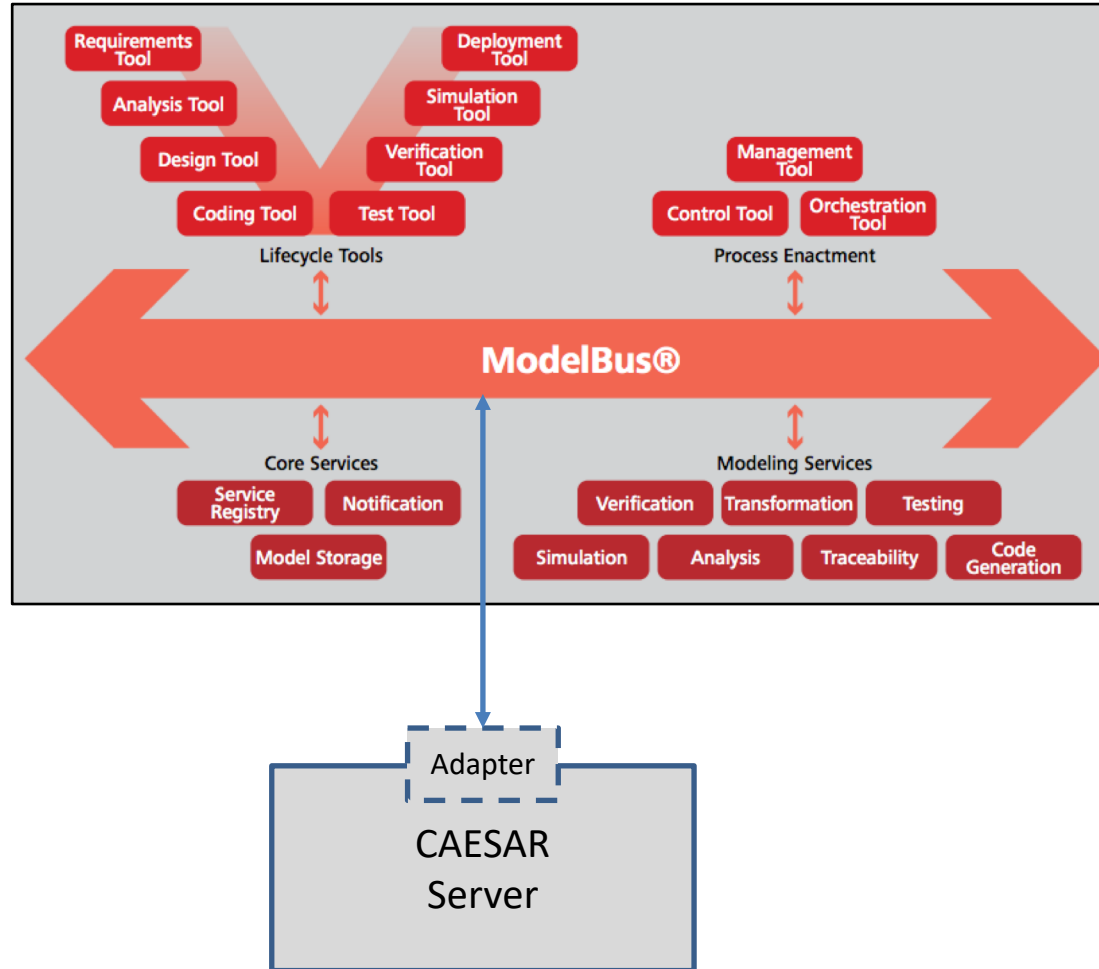 Requirements
Tool
Analysis Tool
Design Tool
Coding Tool
Deployment
Tool
Simulation
Tool
Verification
Tool
Test Tool
Lifecycle Tools
Management
Tool
Control Tool
Orchestration
Tool
Process Enactment
ModelBus®
Core Services
Service
Registry
Notification
Model Storage
Modeling Services
Verification
Transformation
Testing
Simulation
Analysis
Traceability
Code
Generation
Adapter
CAESAR
Server